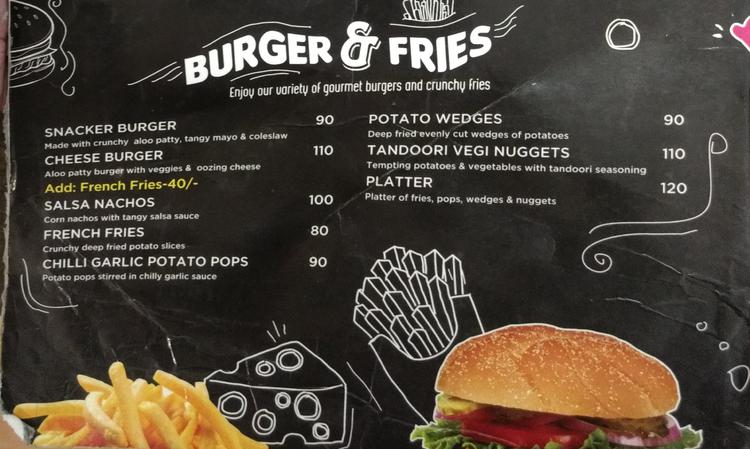 BURGER & FRIES
Enjoy our variety of gourmet burgers and crunchy fries
SNACKER BURGER 90
Made with crunchy aloo patty, tangy mayo & coleslaw
CHEESE BURGER 110
Aloo patty burger with veggies & oozing cheese
Add: French Fries-40/-
SALSA NACHOS 100
Corn nachos with tangy salsa sauce
FRENCH FRIES 80
Crunchy deep fried potato slices
CHILLI GARLIC POTATO POPS 90
Potato pops stirred in chilly garlic sauce
POTATO WEDGES 90
Deep fried evenly cut wedges of potatoes
TANDOORI VEGI NUGGETS 110
Tempting potatoes & vegetables with tandoori seasoning
PLATTER 120
Platter of fries, pops, wedges & nuggets